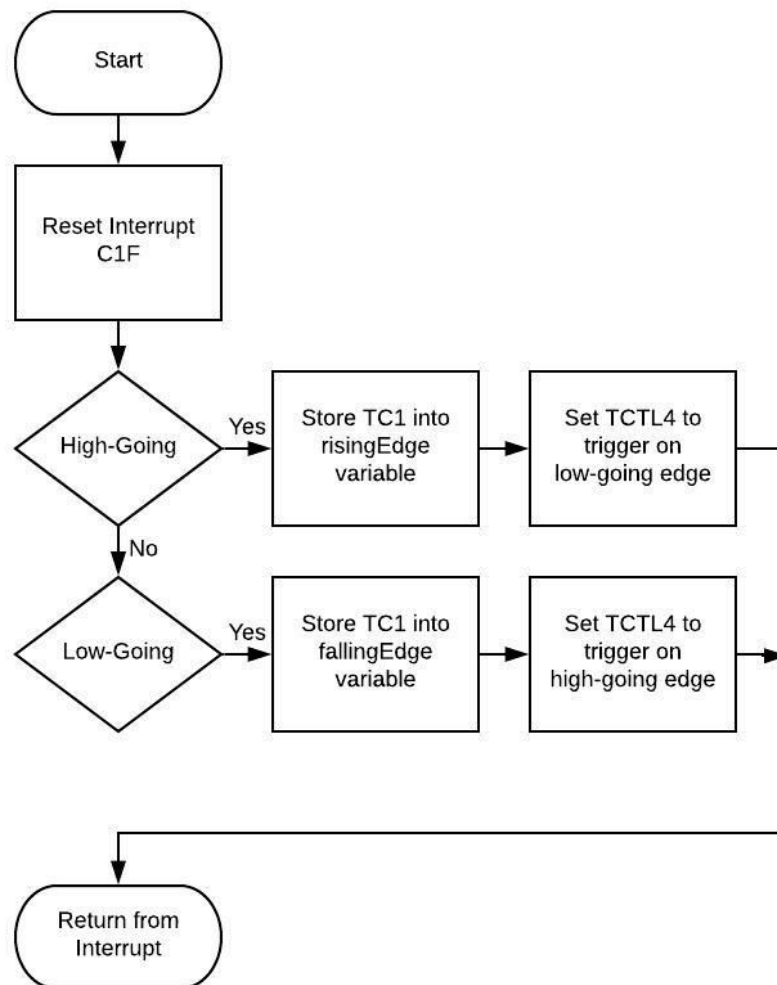 Start
Reset Interrupt
C1F
High-Going
Yes
Store TC1 into
risingEdge
variable
Set TCTL4 to
trigger on
low-going edge
No
Low-Going
Yes
Store TC1 into
fallingEdge
variable
Set TCTL4 to
trigger on
high-going edge
Return from
Interrupt